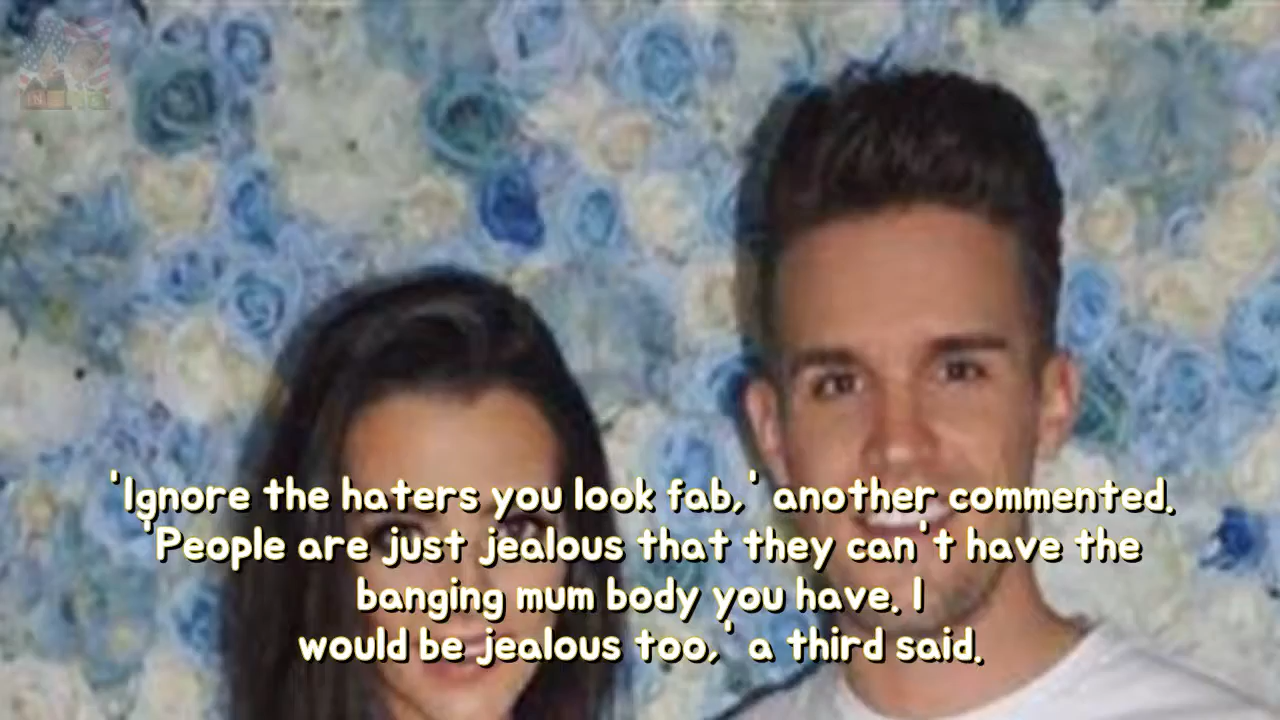 'Ignore the haters you look fab,' another commented.
'People are just jealous that they can't have the
banging mum body you have. I
would be jealous too,' a third said.